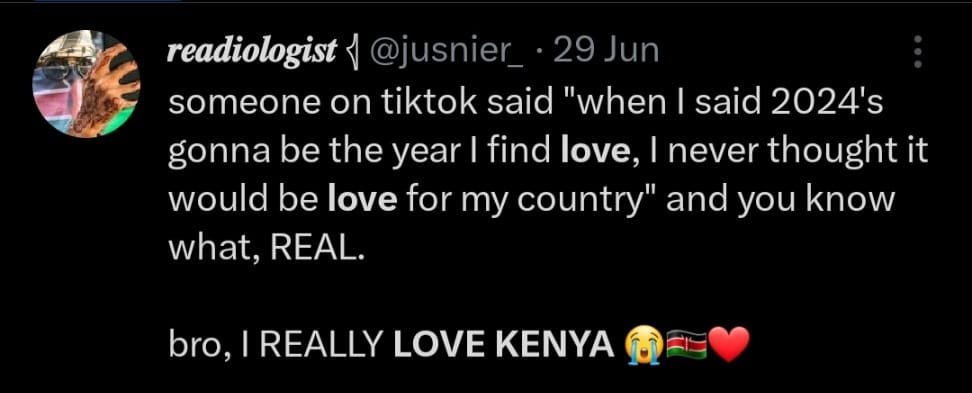 readiologist ⎨ @jusnier_ · 29 Jun
someone on tiktok said "when I said 2024's
gonna be the year I find love, I never thought it
would be love for my country" and you know
what, REAL.
bro, I REALLY LOVE KENYA 😭🇰🇪❤️